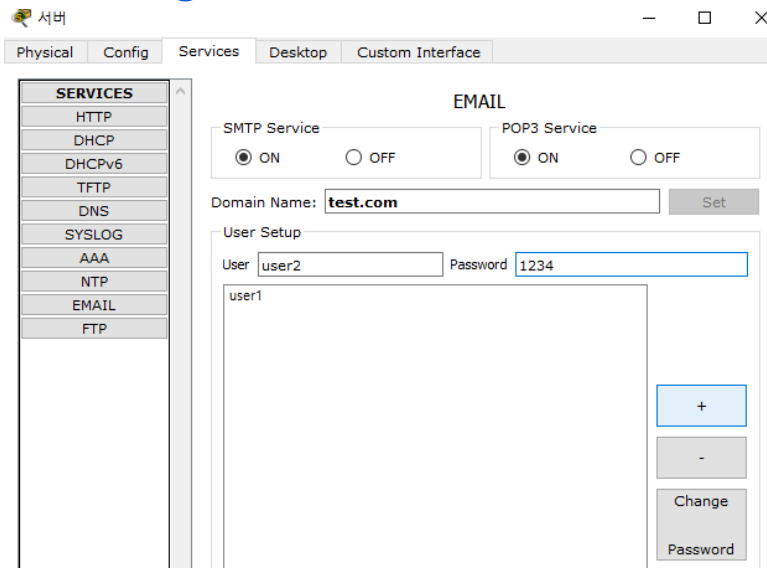 서버
Physical Config Services Desktop Custom Interface
SERVICES
HTTP
DHCP
DHCPv6
TFTP
DNS
SYSLOG
AAA
NTP
EMAIL
FTP
EMAIL
SMTP Service
ON OFF
POP3 Service
ON OFF
Domain Name: test.com Set
User Setup
User user2 Password 1234
user1
+
-
Change
Password